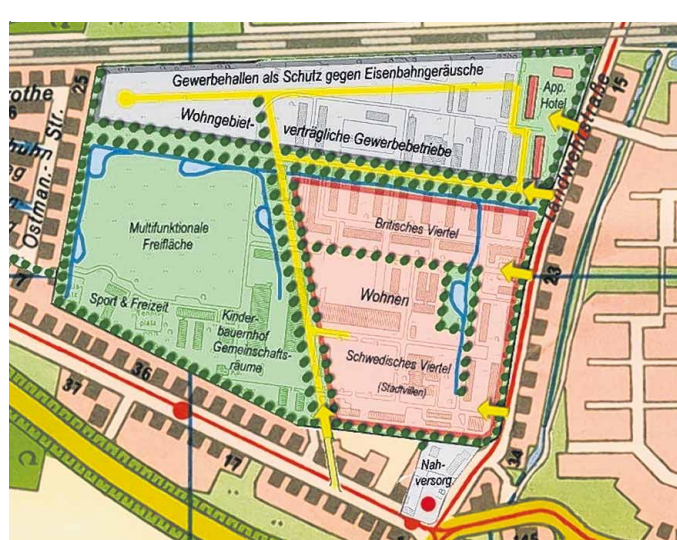 Gewerbehallen als Schutz gegen Eisenbahngeräusche
App.
Hotel
15
25
Wohngebiet-
verträgliche Gewerbebetriebe
Ostman.- Str.
Landwehrstraße
Britisches Viertel
Multifunktionale
Freifläche
23
Wohnen
Sport & Freizeit
Kinder-
bauernhof
Gemeinschafts-
räume
Schwedisches Viertel
(Stadtvillen)
36
37
17
34
Nah-
versorg.